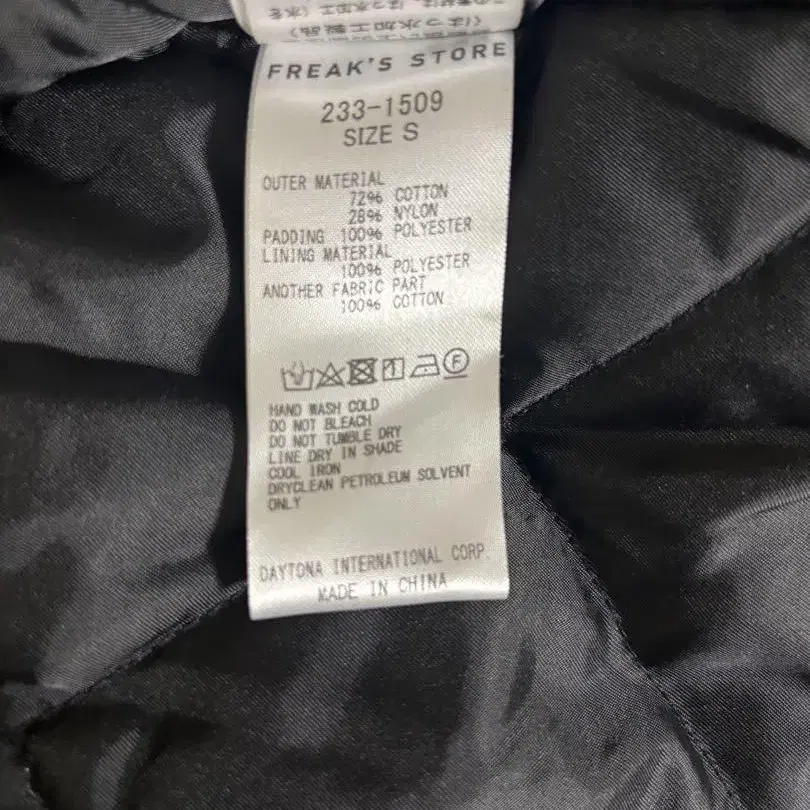 FREAK'S STORE
233-1509
SIZE S
OUTER MATERIAL
72% COTTON
28% NYLON
PADDING 100% POLYESTER
LINING MATERIAL
100% POLYESTER
ANOTHER FABRIC PART
100% COTTON
F
HAND WASH COLD
DO NOT BLEACH
DO NOT TUMBLE DRY
LINE DRY IN SHADE
COOL IRON
DRYCLEAN PETROLEUM SOLVENT
ONLY
DAYTONA INTERNATIONAL CORP.
MADE IN CHINA